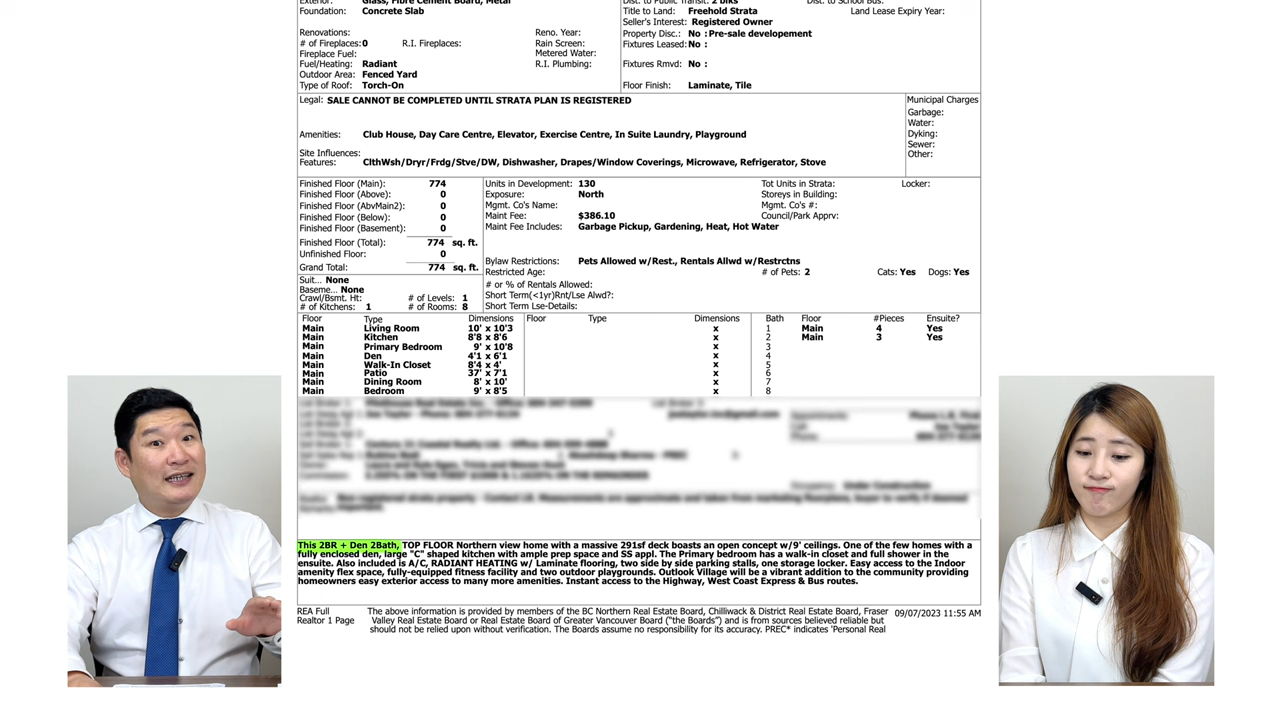 Exterior: Glass, Fibre Cement Board, Metal Dist. to Public Transit: 2 blks Dist. to School Bus:
Foundation: Concrete Slab Title to Land: Freehold Strata Land Lease Expiry Year:
Seller's Interest: Registered Owner
Renovations: Reno. Year: Property Disc.: No :Pre-sale developement
# of Fireplaces:0 R.I. Fireplaces: Rain Screen: Fixtures Leased: No :
Fireplace Fuel: Metered Water:
Fuel/Heating: Radiant R.I. Plumbing: Fixtures Rmvd: No :
Outdoor Area: Fenced Yard
Type of Roof: Torch-On Floor Finish: Laminate, Tile
Legal: SALE CANNOT BE COMPLETED UNTIL STRATA PLAN IS REGISTERED Municipal Charges
Garbage:
Water:
Amenities: Club House, Day Care Centre, Elevator, Exercise Centre, In Suite Laundry, Playground Dyking:
Sewer:
Site Influences: Other:
Features: ClthWsh/Dryr/Frdg/Stve/DW, Dishwasher, Drapes/Window Coverings, Microwave, Refrigerator, Stove
Finished Floor (Main): 774 Units in Development: 130 Tot Units in Strata: Locker:
Finished Floor (Above): 0 Exposure: North Storeys in Building:
Finished Floor (AbvMain2): 0 Mgmt. Co's Name: Mgmt. Co's #:
Finished Floor (Below): 0 Maint Fee: $386.10 Council/Park Apprv:
Finished Floor (Basement): 0 Maint Fee Includes: Garbage Pickup, Gardening, Heat, Hot Water
Finished Floor (Total): 774 sq. ft.
Unfinished Floor: 0
Grand Total: 774 sq. ft. Bylaw Restrictions: Pets Allowed w/Rest., Rentals Allwd w/Restrctns
Restricted Age: # of Pets: 2 Cats: Yes Dogs: Yes
Suit... None # or % of Rentals Allowed:
Baseme... None
Crawl/Bsmt. Ht: # of Levels: 1 Short Term(<1yr)Rnt/Lse Alwd?:
# of Kitchens: 1 # of Rooms: 8 Short Term Lse-Details:
Floor Type Dimensions Floor Type Dimensions Bath Floor #Pieces Ensuite?
Main Living Room 10' x 10'3 x 1 Main 4 Yes
Main Kitchen 8'8 x 8'6 x 2 Main 3 Yes
Main Primary Bedroom 9' x 10'8 x 3
Main Den 4'1 x 6'1 x 4
Main Walk-In Closet 8'4 x 4' x 5
Main Patio 37' x 7'1 x 6
Main Dining Room 8' x 10' x 7
Main Bedroom 9' x 8'5 x 8
This 2BR + Den 2Bath, TOP FLOOR Northern view home with a massive 291sf deck boasts an open concept w/9' ceilings. One of the few homes with a
fully enclosed den, large "C" shaped kitchen with ample prep space and SS appl. The Primary bedroom has a walk-in closet and full shower in the
ensuite. Also included is A/C, RADIANT HEATING w/ Laminate flooring, two side by side parking stalls, one storage locker. Easy access to the Indoor
amenify flex space, fully-equipped fitness facility and two outdoor playgrounds. Outlook Village will be a vibrant addition to the community providing
homeowners easy exterior access to many more amenities. Instant access to the Highway, West Coast Express & Bus routes.
REA Full The above information is provided by members of the BC Northern Real Estate Board, Chilliwack & District Real Estate Board, Fraser 09/07/2023 11:55 AM
Realtor 1 Page Valley Real Estate Board or Real Estate Board of Greater Vancouver Board ("the Boards") and is from sources believed reliable but
should not be relied upon without verification. The Boards assume no responsibility for its accuracy. PREC* indicates 'Personal Real